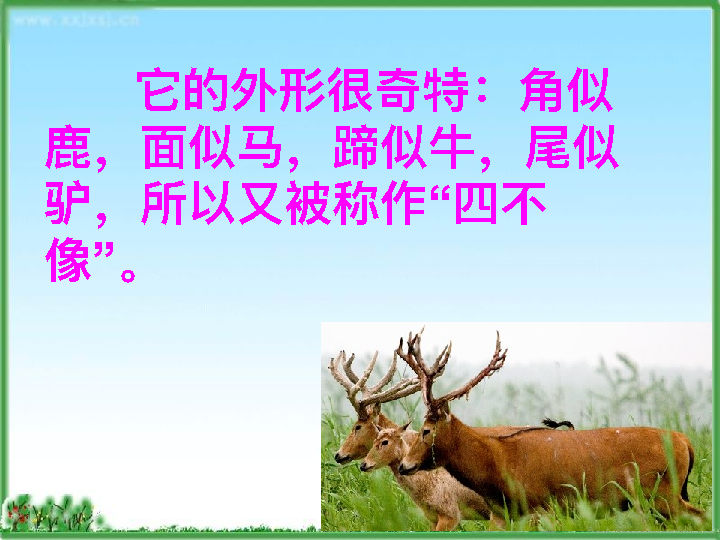 www.xxjxsj.cn
它的外形很奇特：角似
鹿，面似马，蹄似牛，尾似
驴，所以又被称作“四不
像”。